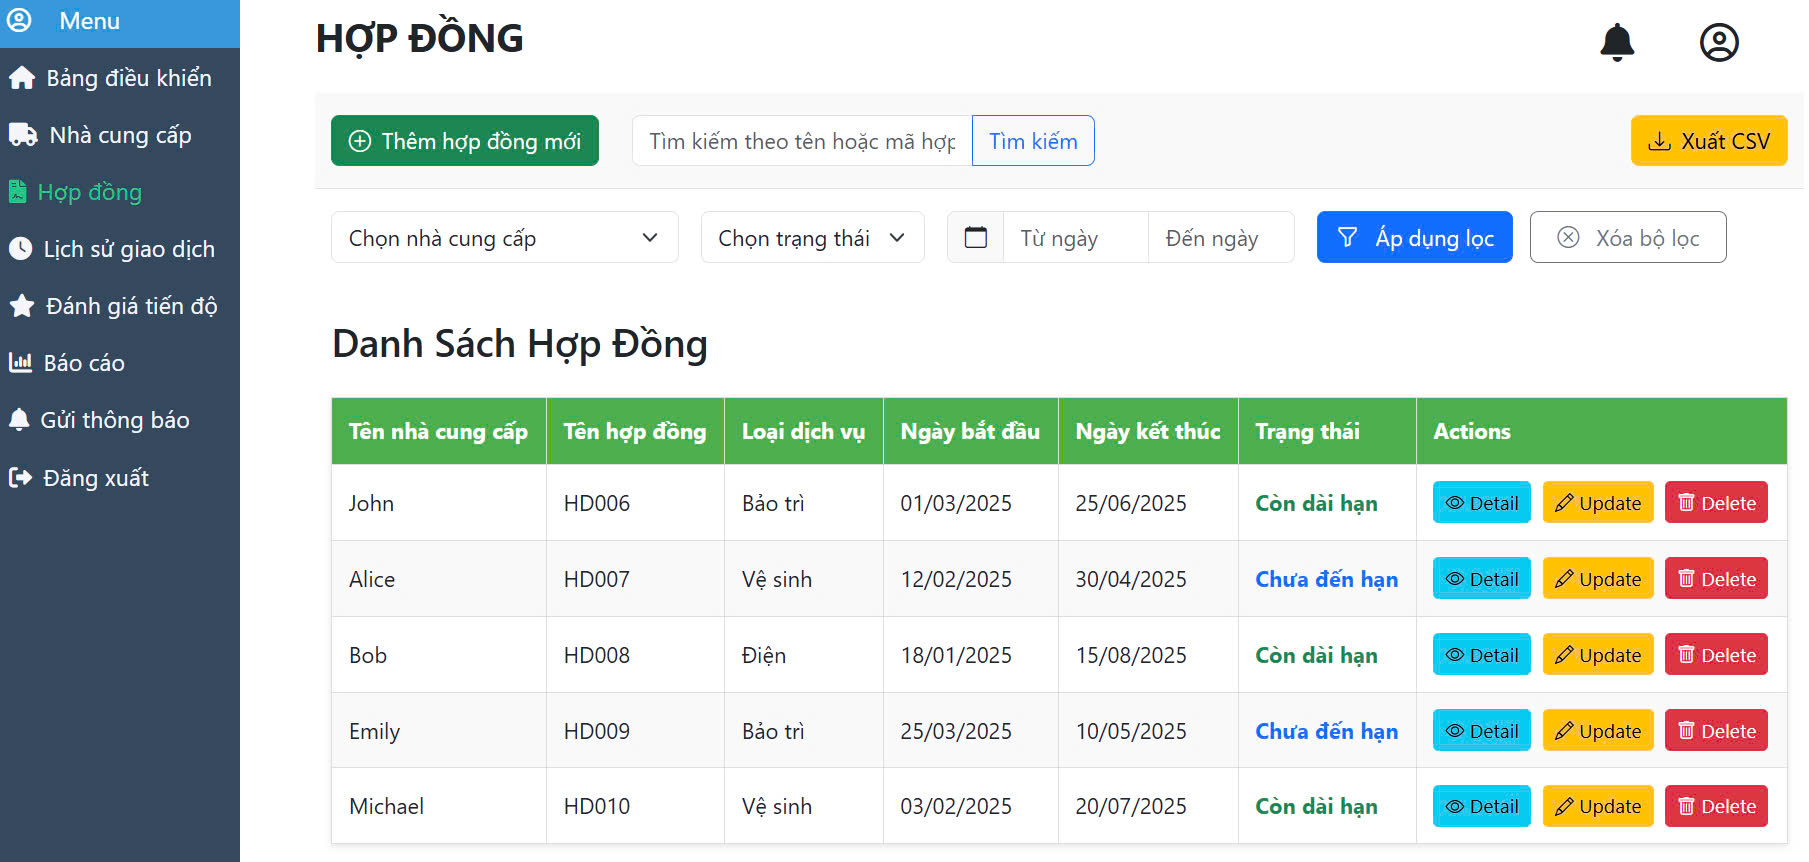 Menu
Bảng điều khiển
Nhà cung cấp
Hợp đồng
Lịch sử giao dịch
Đánh giá tiến độ
Báo cáo
Gửi thông báo
Đăng xuất
HỢP ĐỒNG
Thêm hợp đồng mới
Tìm kiếm theo tên hoặc mã hợp
Tìm kiếm
Xuất CSV
Chọn nhà cung cấp
Chọn trạng thái
Từ ngày
Đến ngày
Áp dụng lọc
Xóa bộ lọc
Danh Sách Hợp Đồng
Tên nhà cung cấp Tên hợp đồng Loại dịch vụ Ngày bắt đầu Ngày kết thúc Trạng thái Actions
John HD006 Bảo trì 01/03/2025 25/06/2025 Còn dài hạn Detail Update Delete
Alice HD007 Vệ sinh 12/02/2025 30/04/2025 Chưa đến hạn Detail Update Delete
Bob HD008 Điện 18/01/2025 15/08/2025 Còn dài hạn Detail Update Delete
Emily HD009 Bảo trì 25/03/2025 10/05/2025 Chưa đến hạn Detail Update Delete
Michael HD010 Vệ sinh 03/02/2025 20/07/2025 Còn dài hạn Detail Update Delete